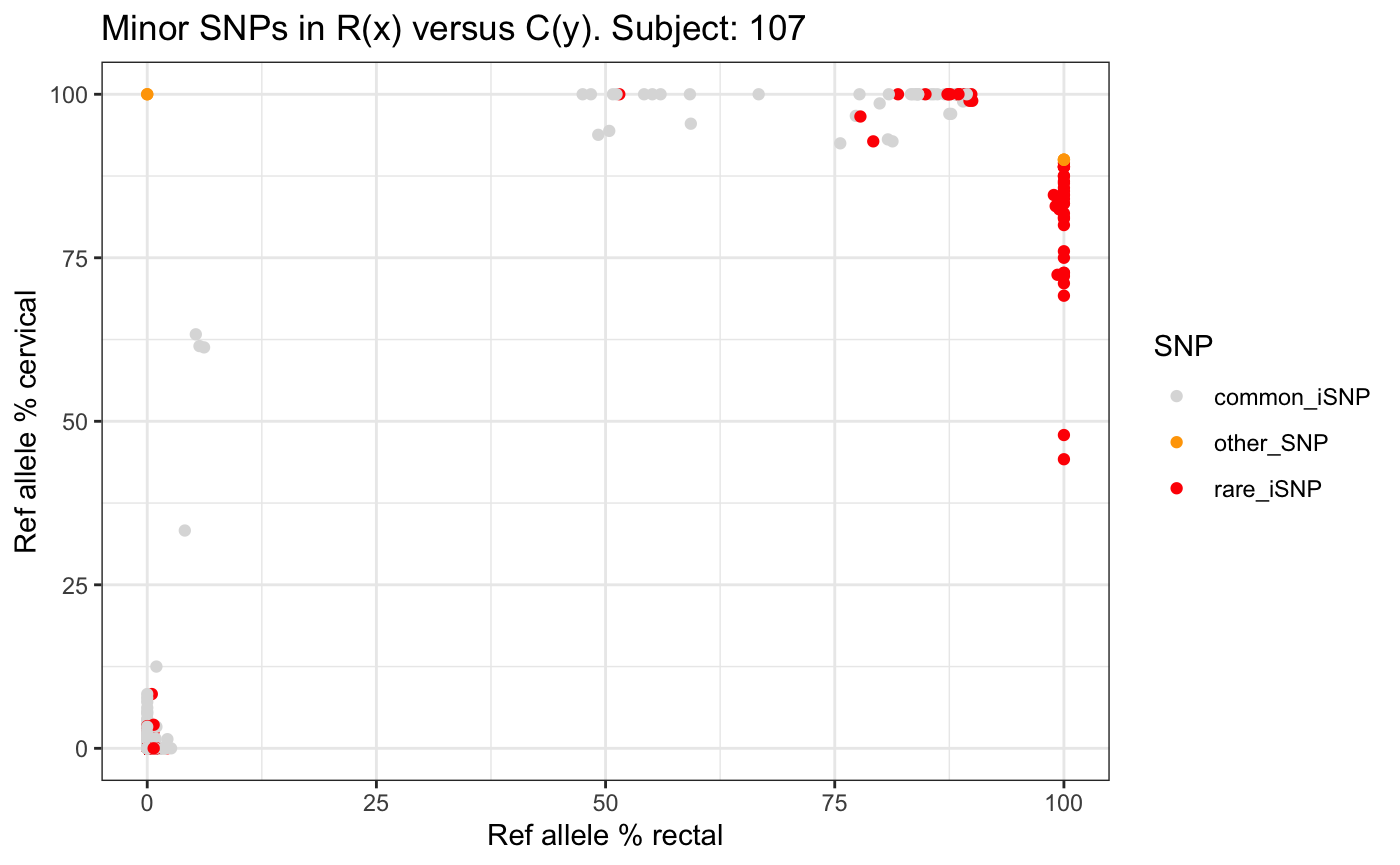 Minor SNPs in R(x) versus C(y). Subject: 107
100
75
50
25
0
Ref allele % cervical
0 25 50 75 100
Ref allele % rectal
SNP
common_iSNP
other_SNP
rare_iSNP